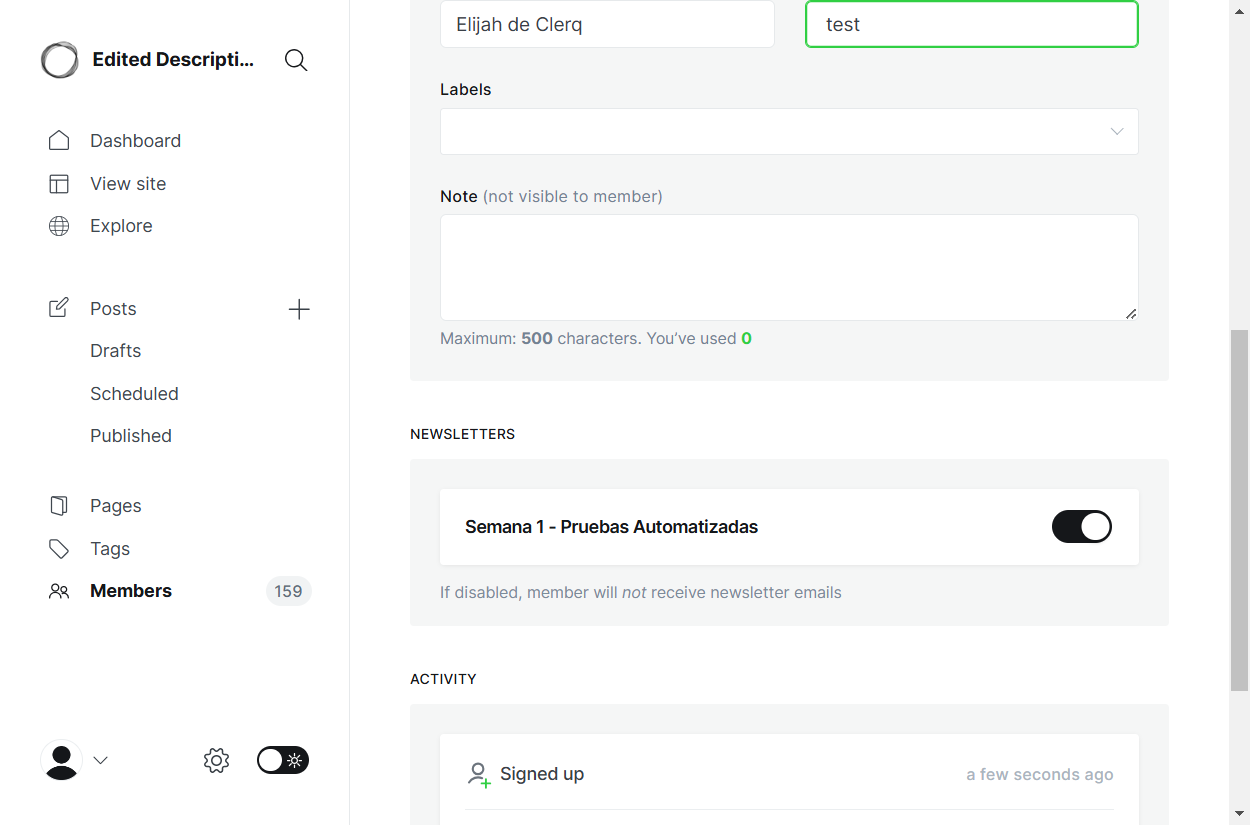 Edited Descripti...
Dashboard
View site
Explore
Posts
Drafts
Scheduled
Published
Pages
Tags
Members 159
Elijah de Clerq
test
Labels
Note (not visible to member)
Maximum: 500 characters. You’ve used 0
NEWSLETTERS
Semana 1 - Pruebas Automatizadas
If disabled, member will not receive newsletter emails
ACTIVITY
Signed up a few seconds ago